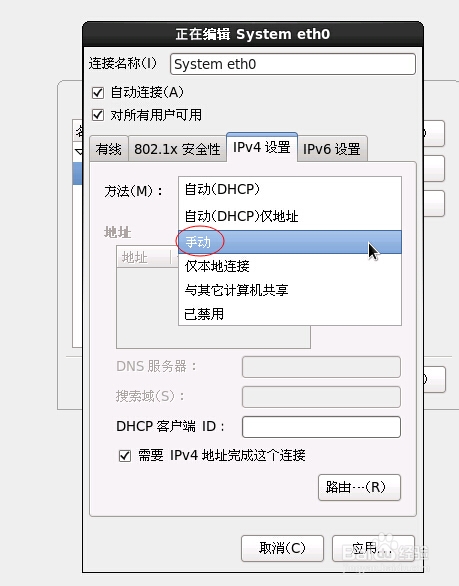 正在编辑 System eth0
连接名称(I) System eth0
自动连接(A)
对所有用户可用
有线 802.1x 安全性 IPv4 设置 IPv6 设置
方法(M)： 自动(DHCP)
自动(DHCP)仅地址
地址
手动
地址
仅本地连接
与其它计算机共享
已禁用
DNS 服务器：
搜索域(S)：
DHCP 客户端 ID：
需要 IPv4 地址完成这个连接
路由…(R)
取消(C) 应用...